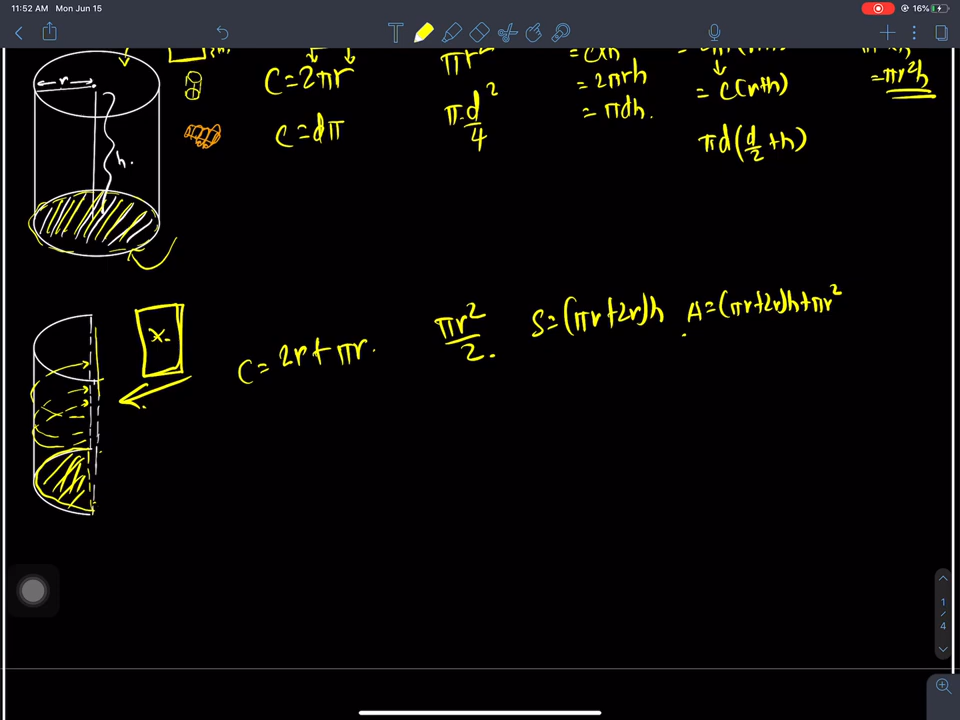 11:52 AM Mon Jun 15
16%
r
h.
C=2πr
C=dπ
πr²
π.d²/4
=2πrh
=πdh.
=C(r+h)
πd(d/2+h)
=πr²h
x.
C=2r+πr.
πr²/2.
S=(πr+2r)h
A=(πr+2r)h+πr²
1
/
4